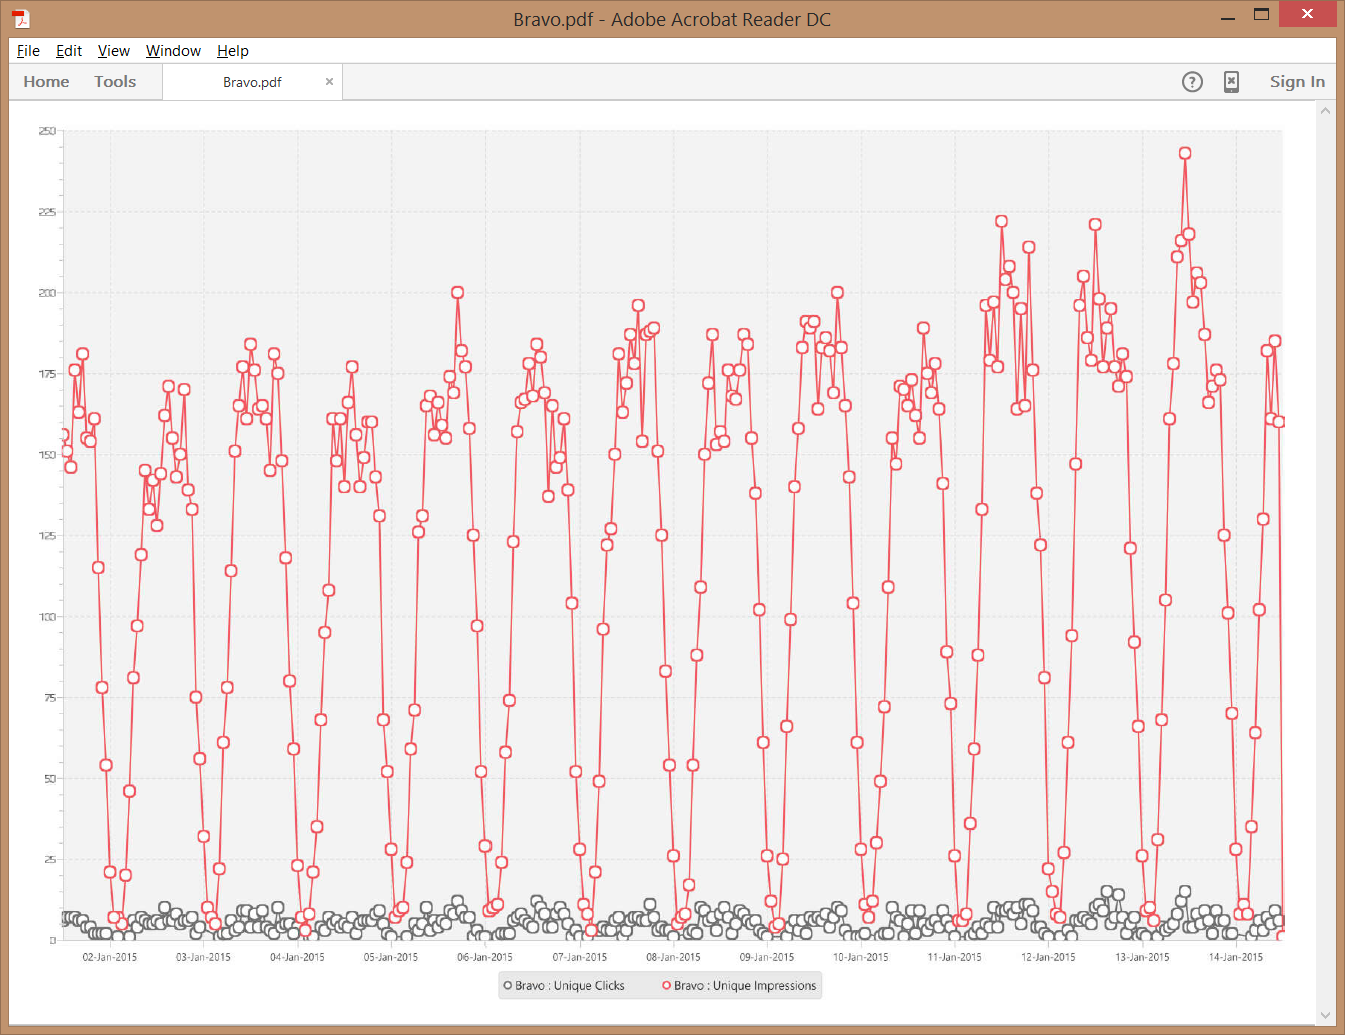 Bravo.pdf - Adobe Acrobat Reader DC
File Edit View Window Help
Home Tools Bravo.pdf × ? Sign In
250
225
200
175
150
125
100
75
50
25
0
02-Jan-2015 03-Jan-2015 04-Jan-2015 05-Jan-2015 06-Jan-2015 07-Jan-2015 08-Jan-2015 09-Jan-2015 10-Jan-2015 11-Jan-2015 12-Jan-2015 13-Jan-2015 14-Jan-2015
Bravo : Unique Clicks Bravo : Unique Impressions